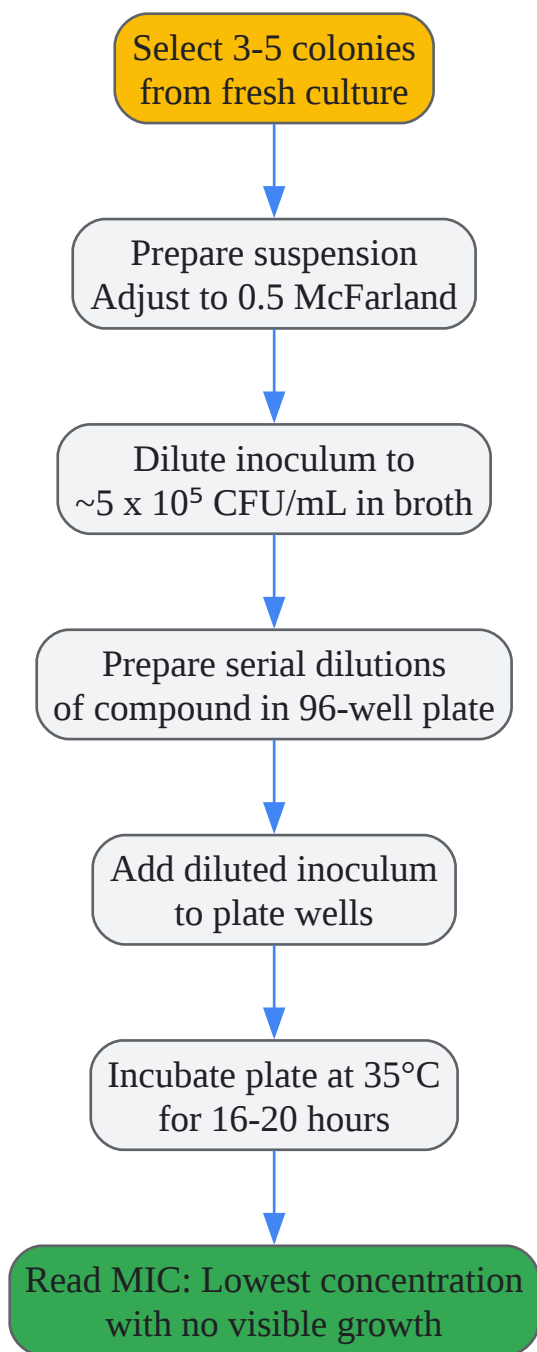 Select 3-5 colonies
from fresh culture
Prepare suspension
Adjust to 0.5 McFarland
Dilute inoculum to
~5 x 10⁵ CFU/mL in broth
Prepare serial dilutions
of compound in 96-well plate
Add diluted inoculum
to plate wells
Incubate plate at 35°C
for 16-20 hours
Read MIC: Lowest concentration
with no visible growth